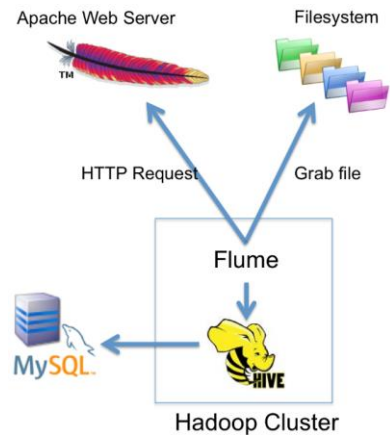 Apache Web Server
Filesystem
TM
HTTP Request
Grab file
Flume
MySQL
HIVE
Hadoop Cluster